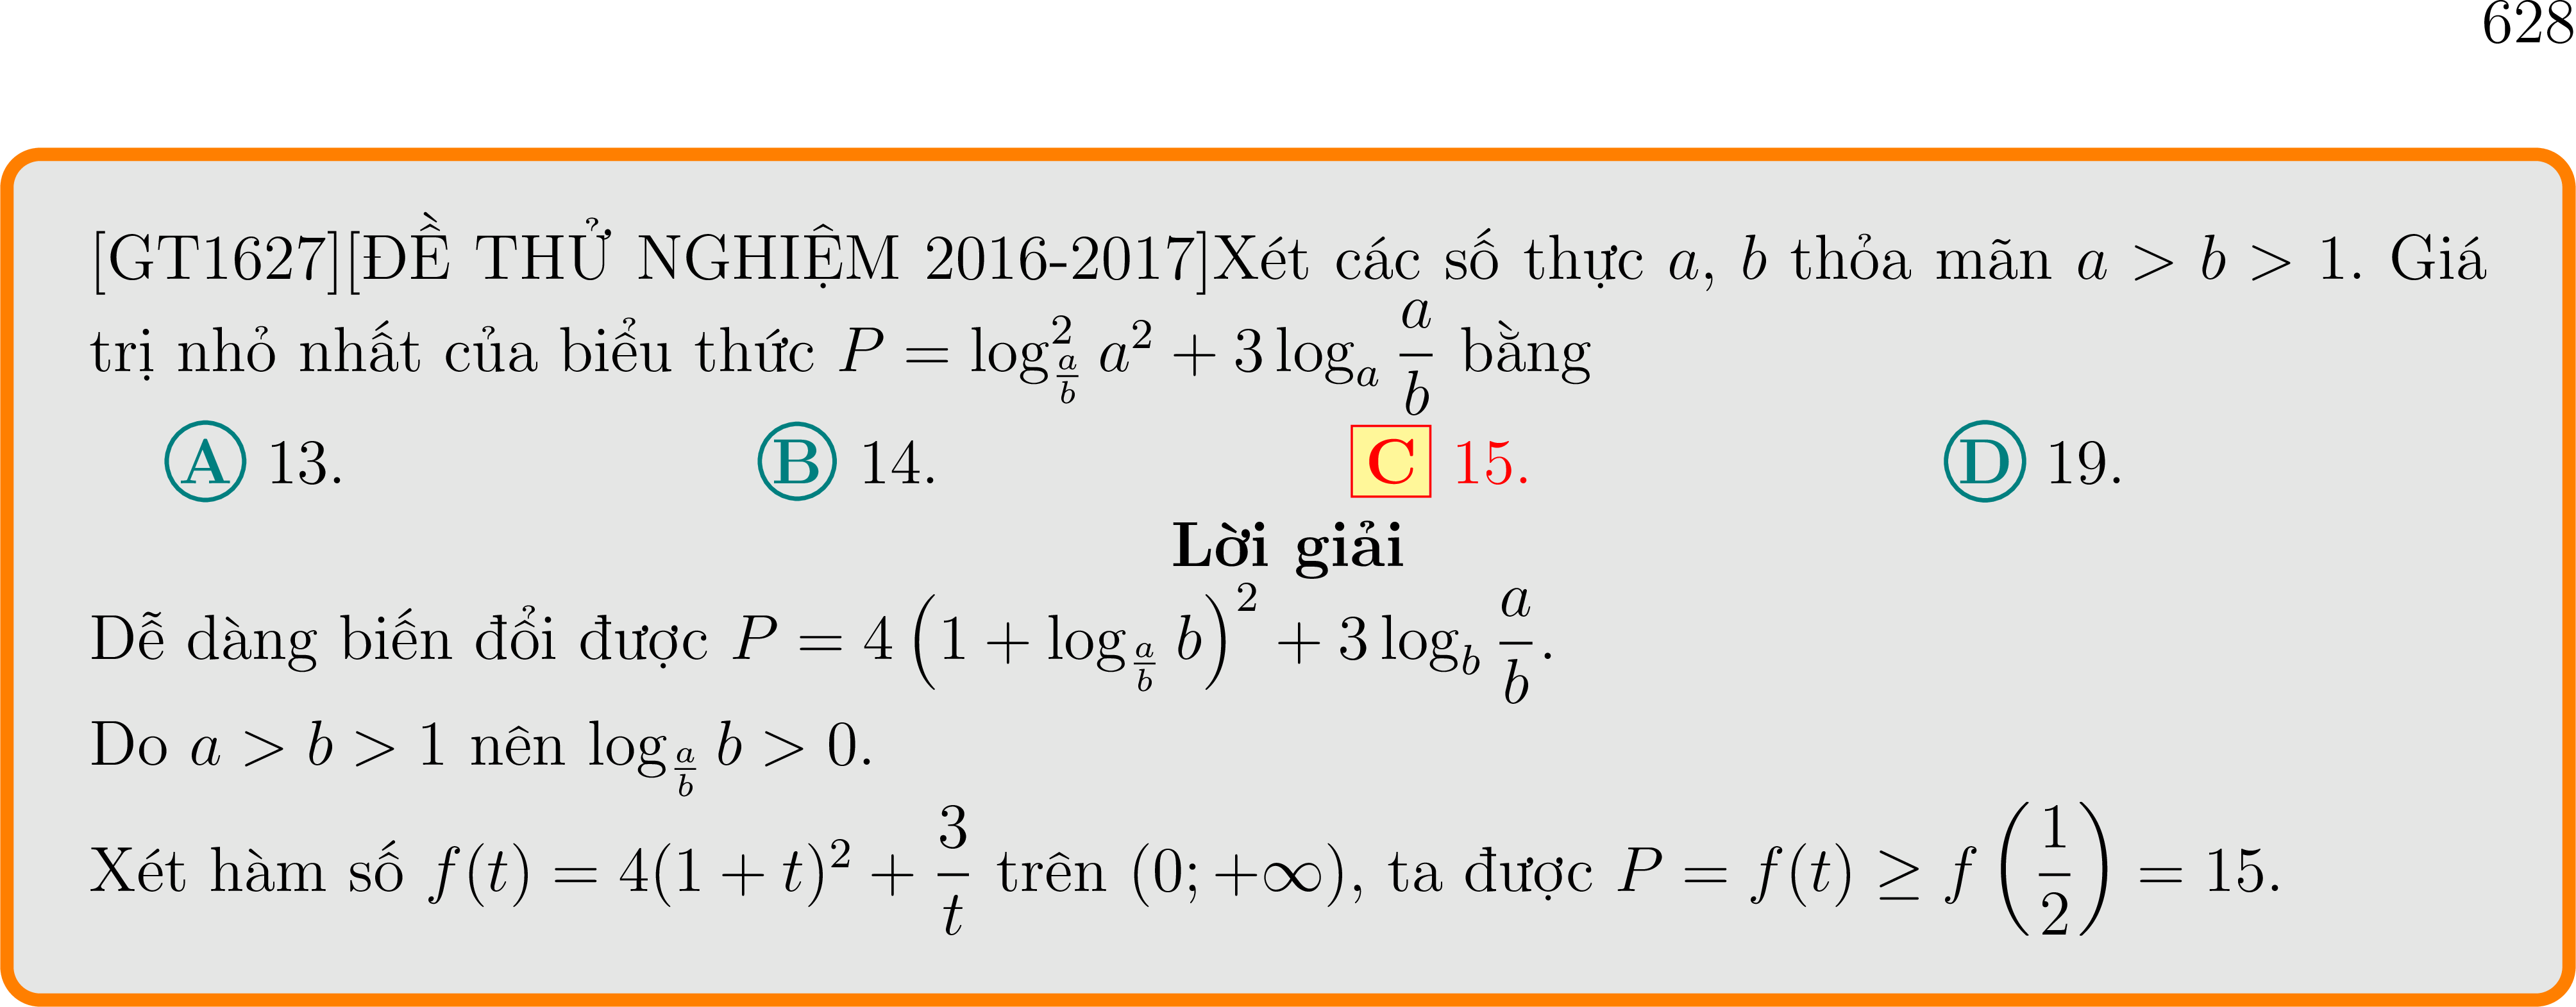 628
[GT1627][ĐỀ THỬ NGHIỆM 2016-2017]Xét các số thực a, b thỏa mãn a > b > 1. Giá
trị nhỏ nhất của biểu thức $P = \log^2_{\frac{a}{b}} a^2 + 3 \log_a \frac{a}{b}$ bằng
A 13. B 14. C 15. D 19.
Lời giải
Dễ dàng biến đổi được $P = 4\left(1 + \log_{\frac{a}{b}} b\right)^2 + 3 \log_b \frac{a}{b}$.
Do a > b > 1 nên $\log_{\frac{a}{b}} b > 0$.
Xét hàm số $f(t) = 4(1 + t)^2 + \frac{3}{t}$ trên $(0; +\infty)$, ta được $P = f(t) \geq f\left(\frac{1}{2}\right) = 15$.